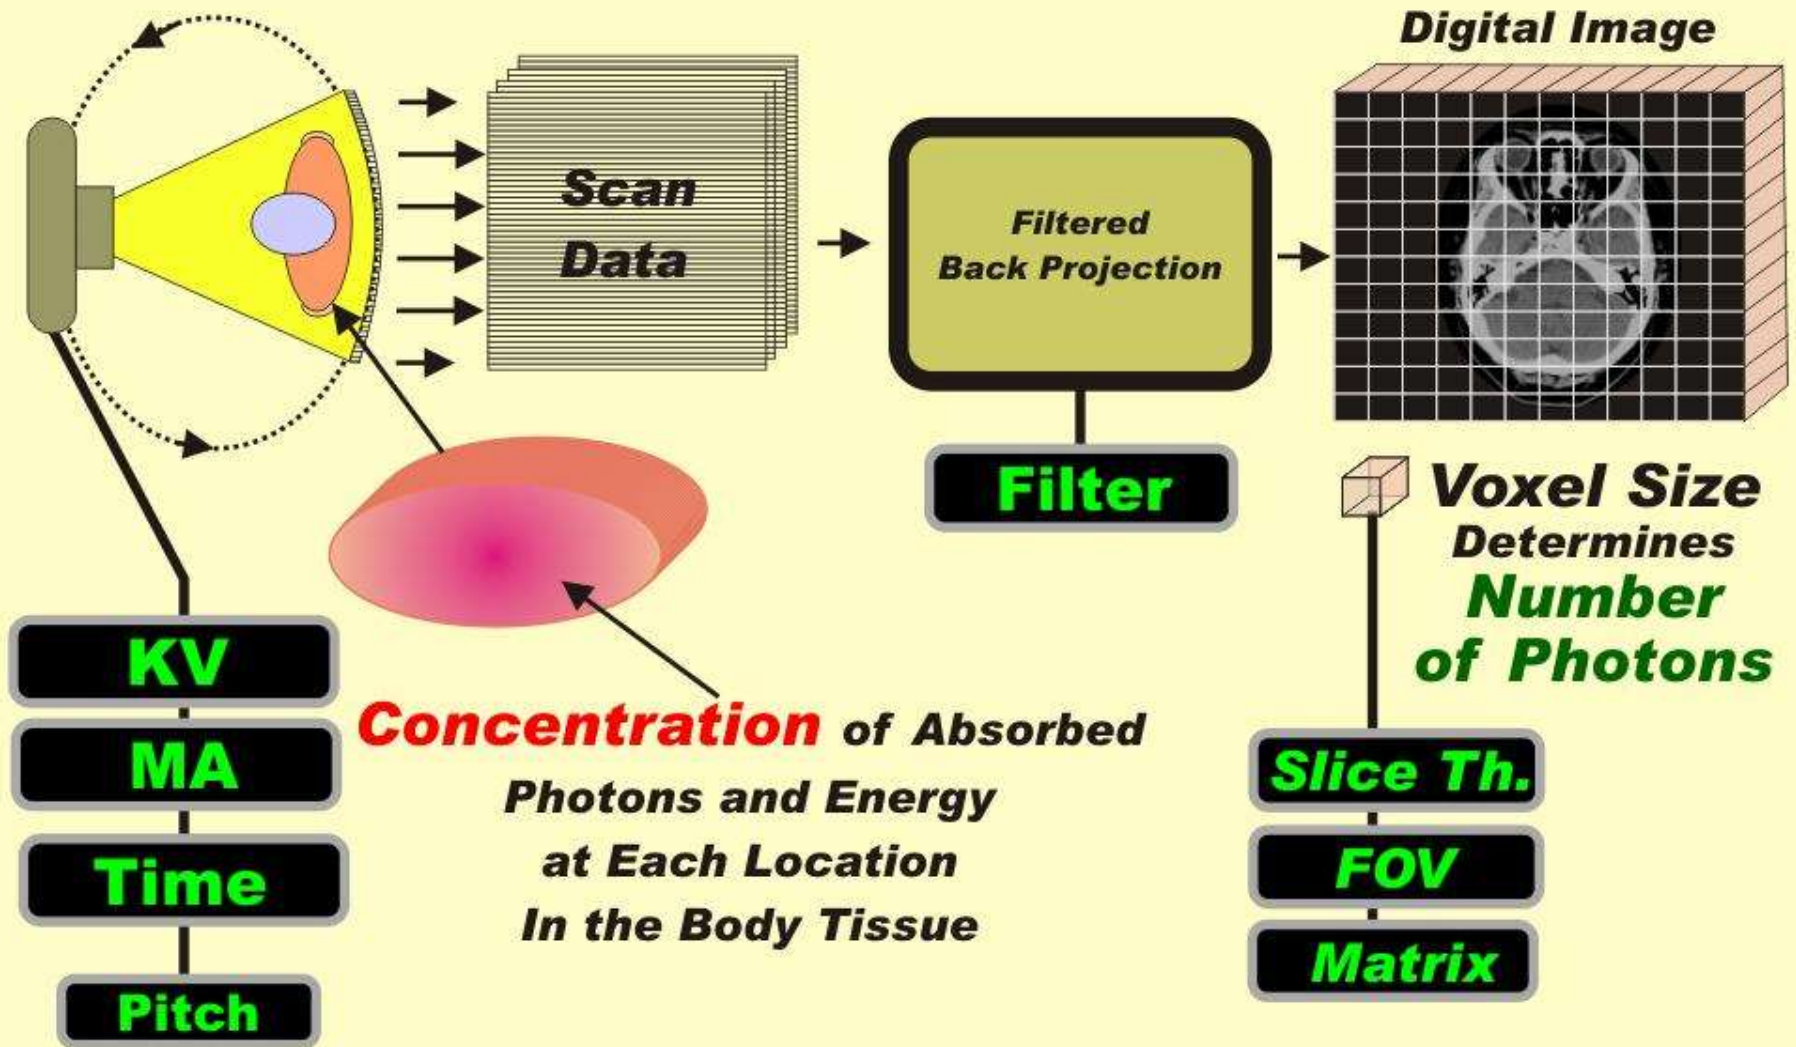 Digital Image
Scan
Data
Filtered
Back Projection
Filter
Voxel Size
Determines
Number
of Photons
KV
MA
Time
Pitch
Concentration of Absorbed
Photons and Energy
at Each Location
In the Body Tissue
Slice Th.
FOV
Matrix